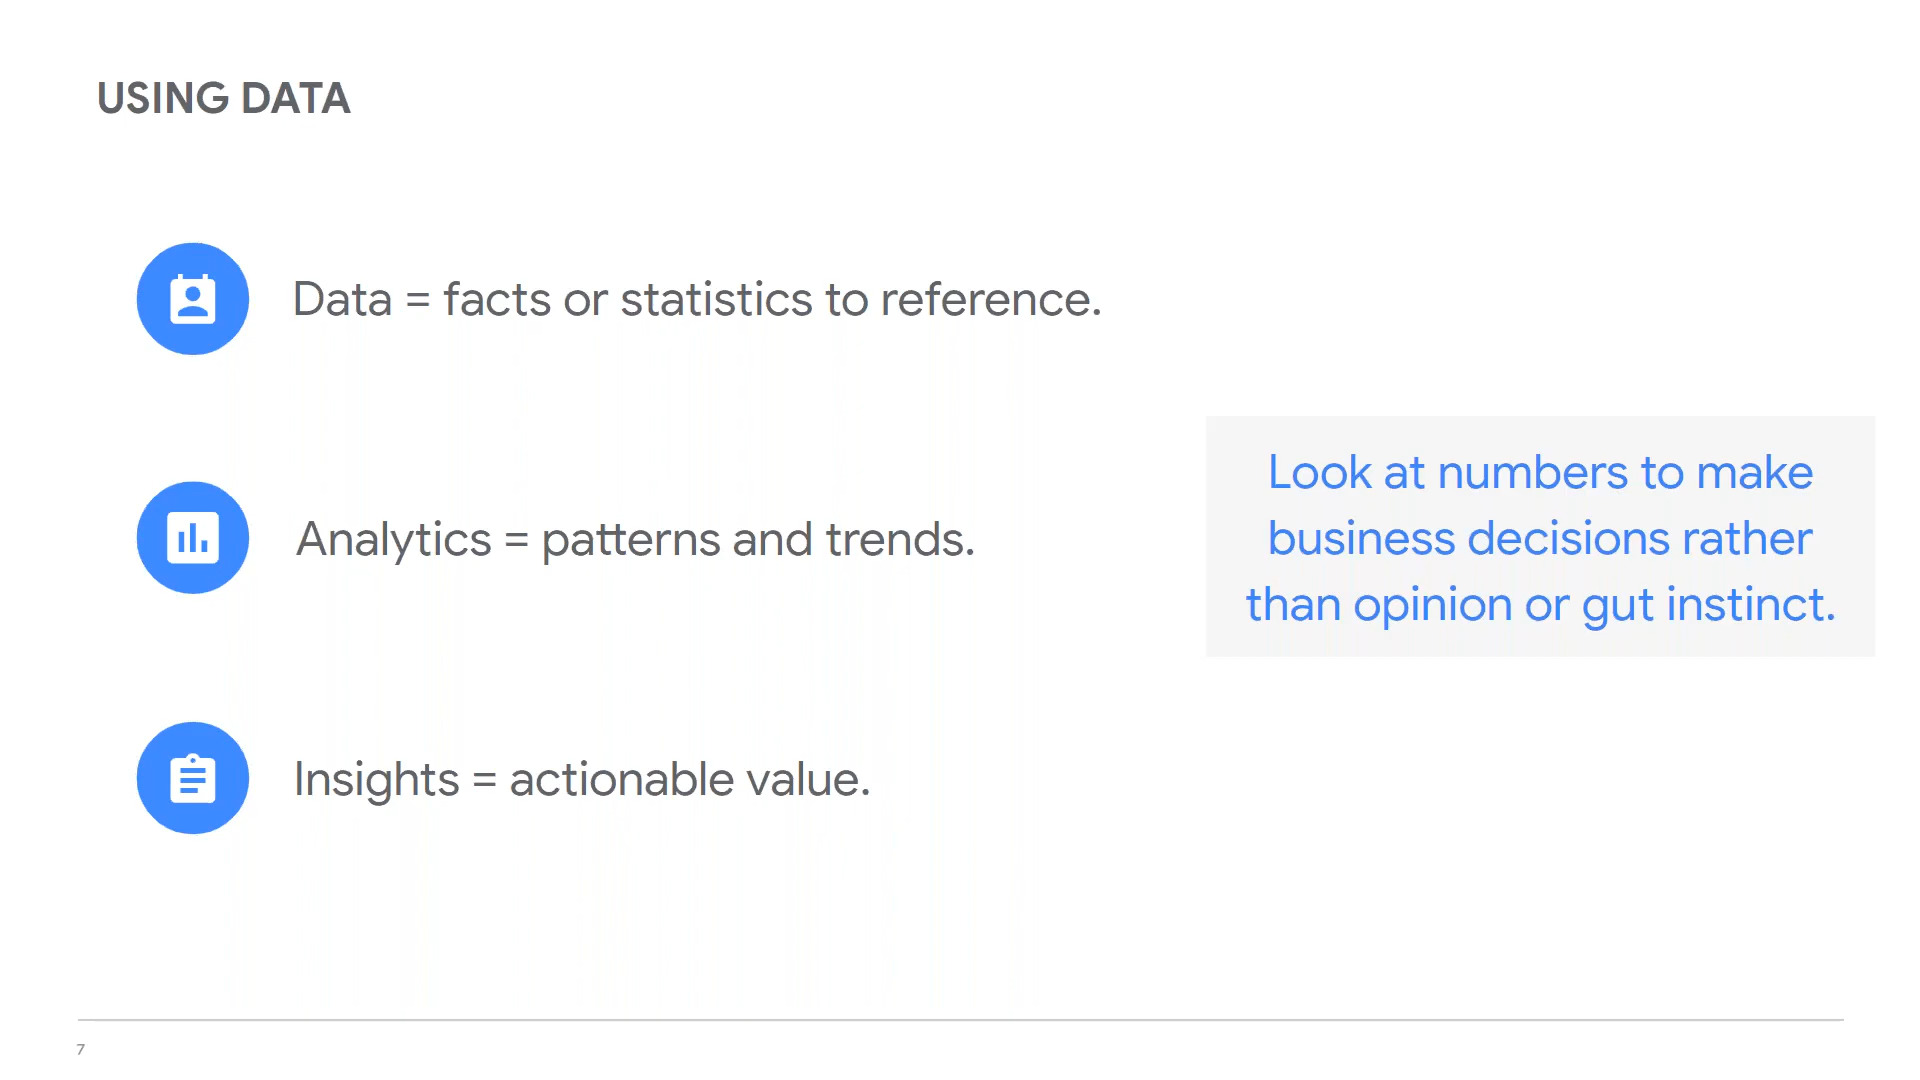 USING DATA
Data = facts or statistics to reference.
Analytics = patterns and trends.
Look at numbers to make
business decisions rather
than opinion or gut instinct.
Insights = actionable value.
7